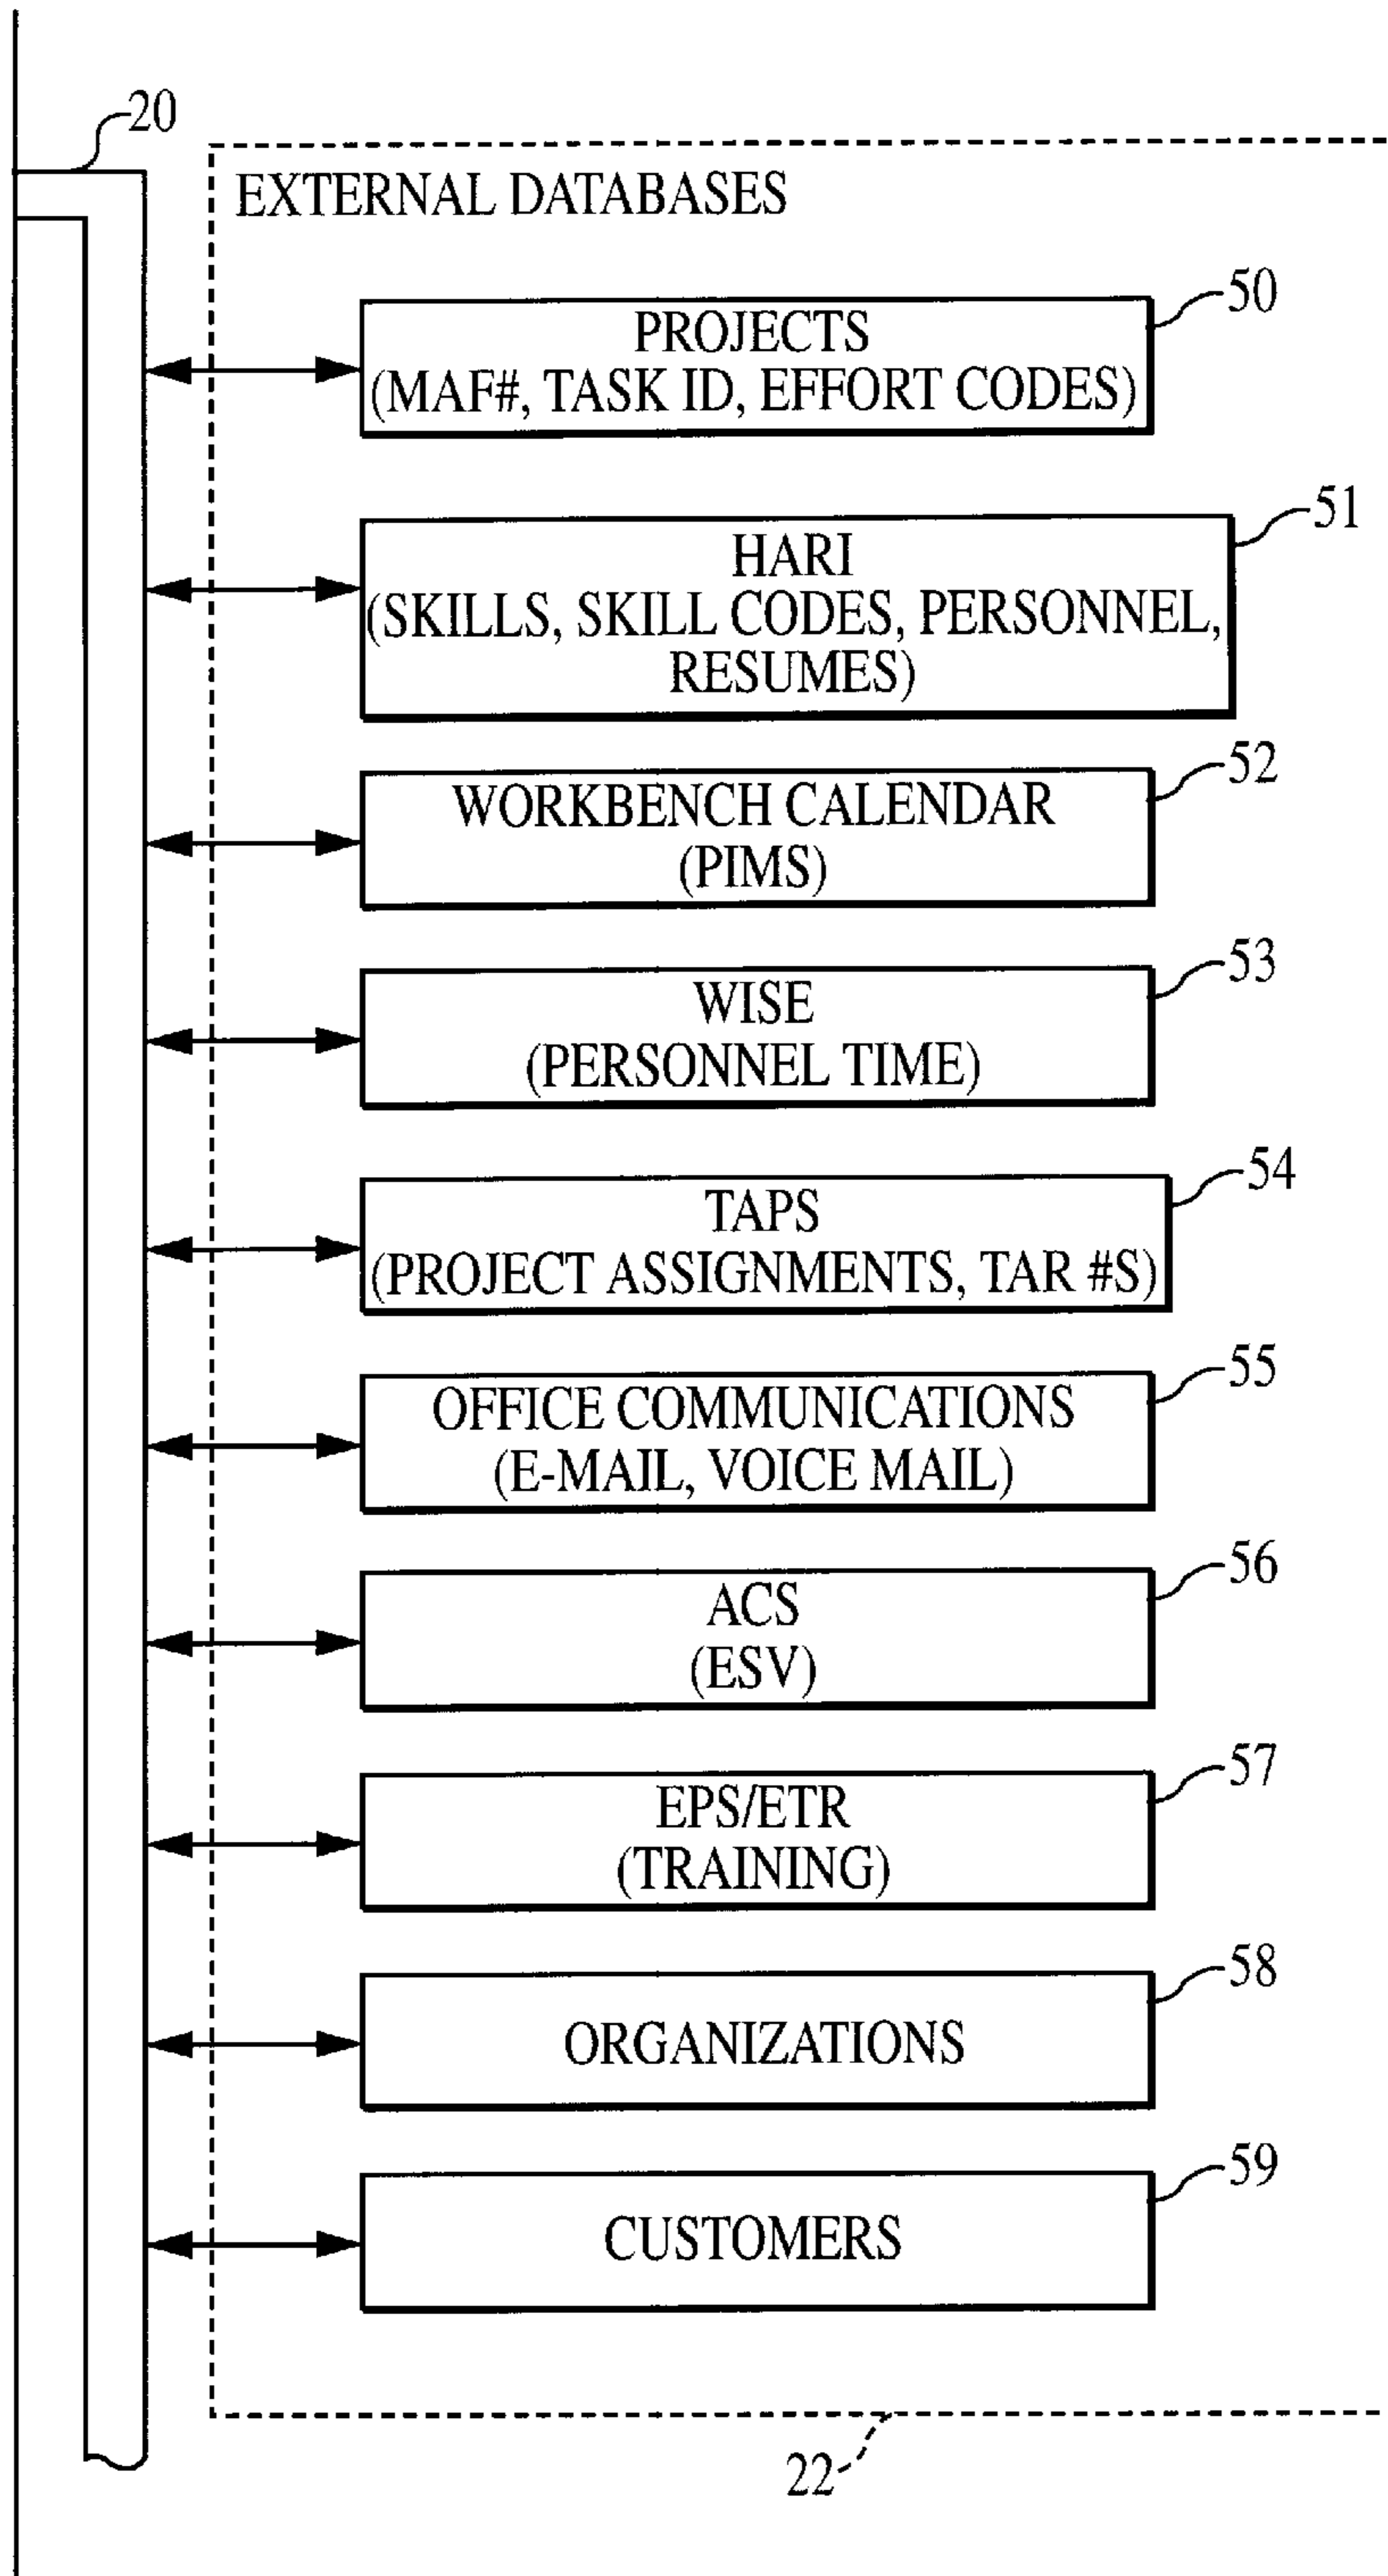 20
EXTERNAL DATABASES
50
PROJECTS
(MAF#, TASK ID, EFFORT CODES)
51
HARI
(SKILLS, SKILL CODES, PERSONNEL,
RESUMES)
52
WORKBENCH CALENDAR
(PIMS)
53
WISE
(PERSONNEL TIME)
54
TAPS
(PROJECT ASSIGNMENTS, TAR #S)
55
OFFICE COMMUNICATIONS
(E-MAIL, VOICE MAIL)
56
ACS
(ESV)
57
EPS/ETR
(TRAINING)
58
ORGANIZATIONS
59
CUSTOMERS
22